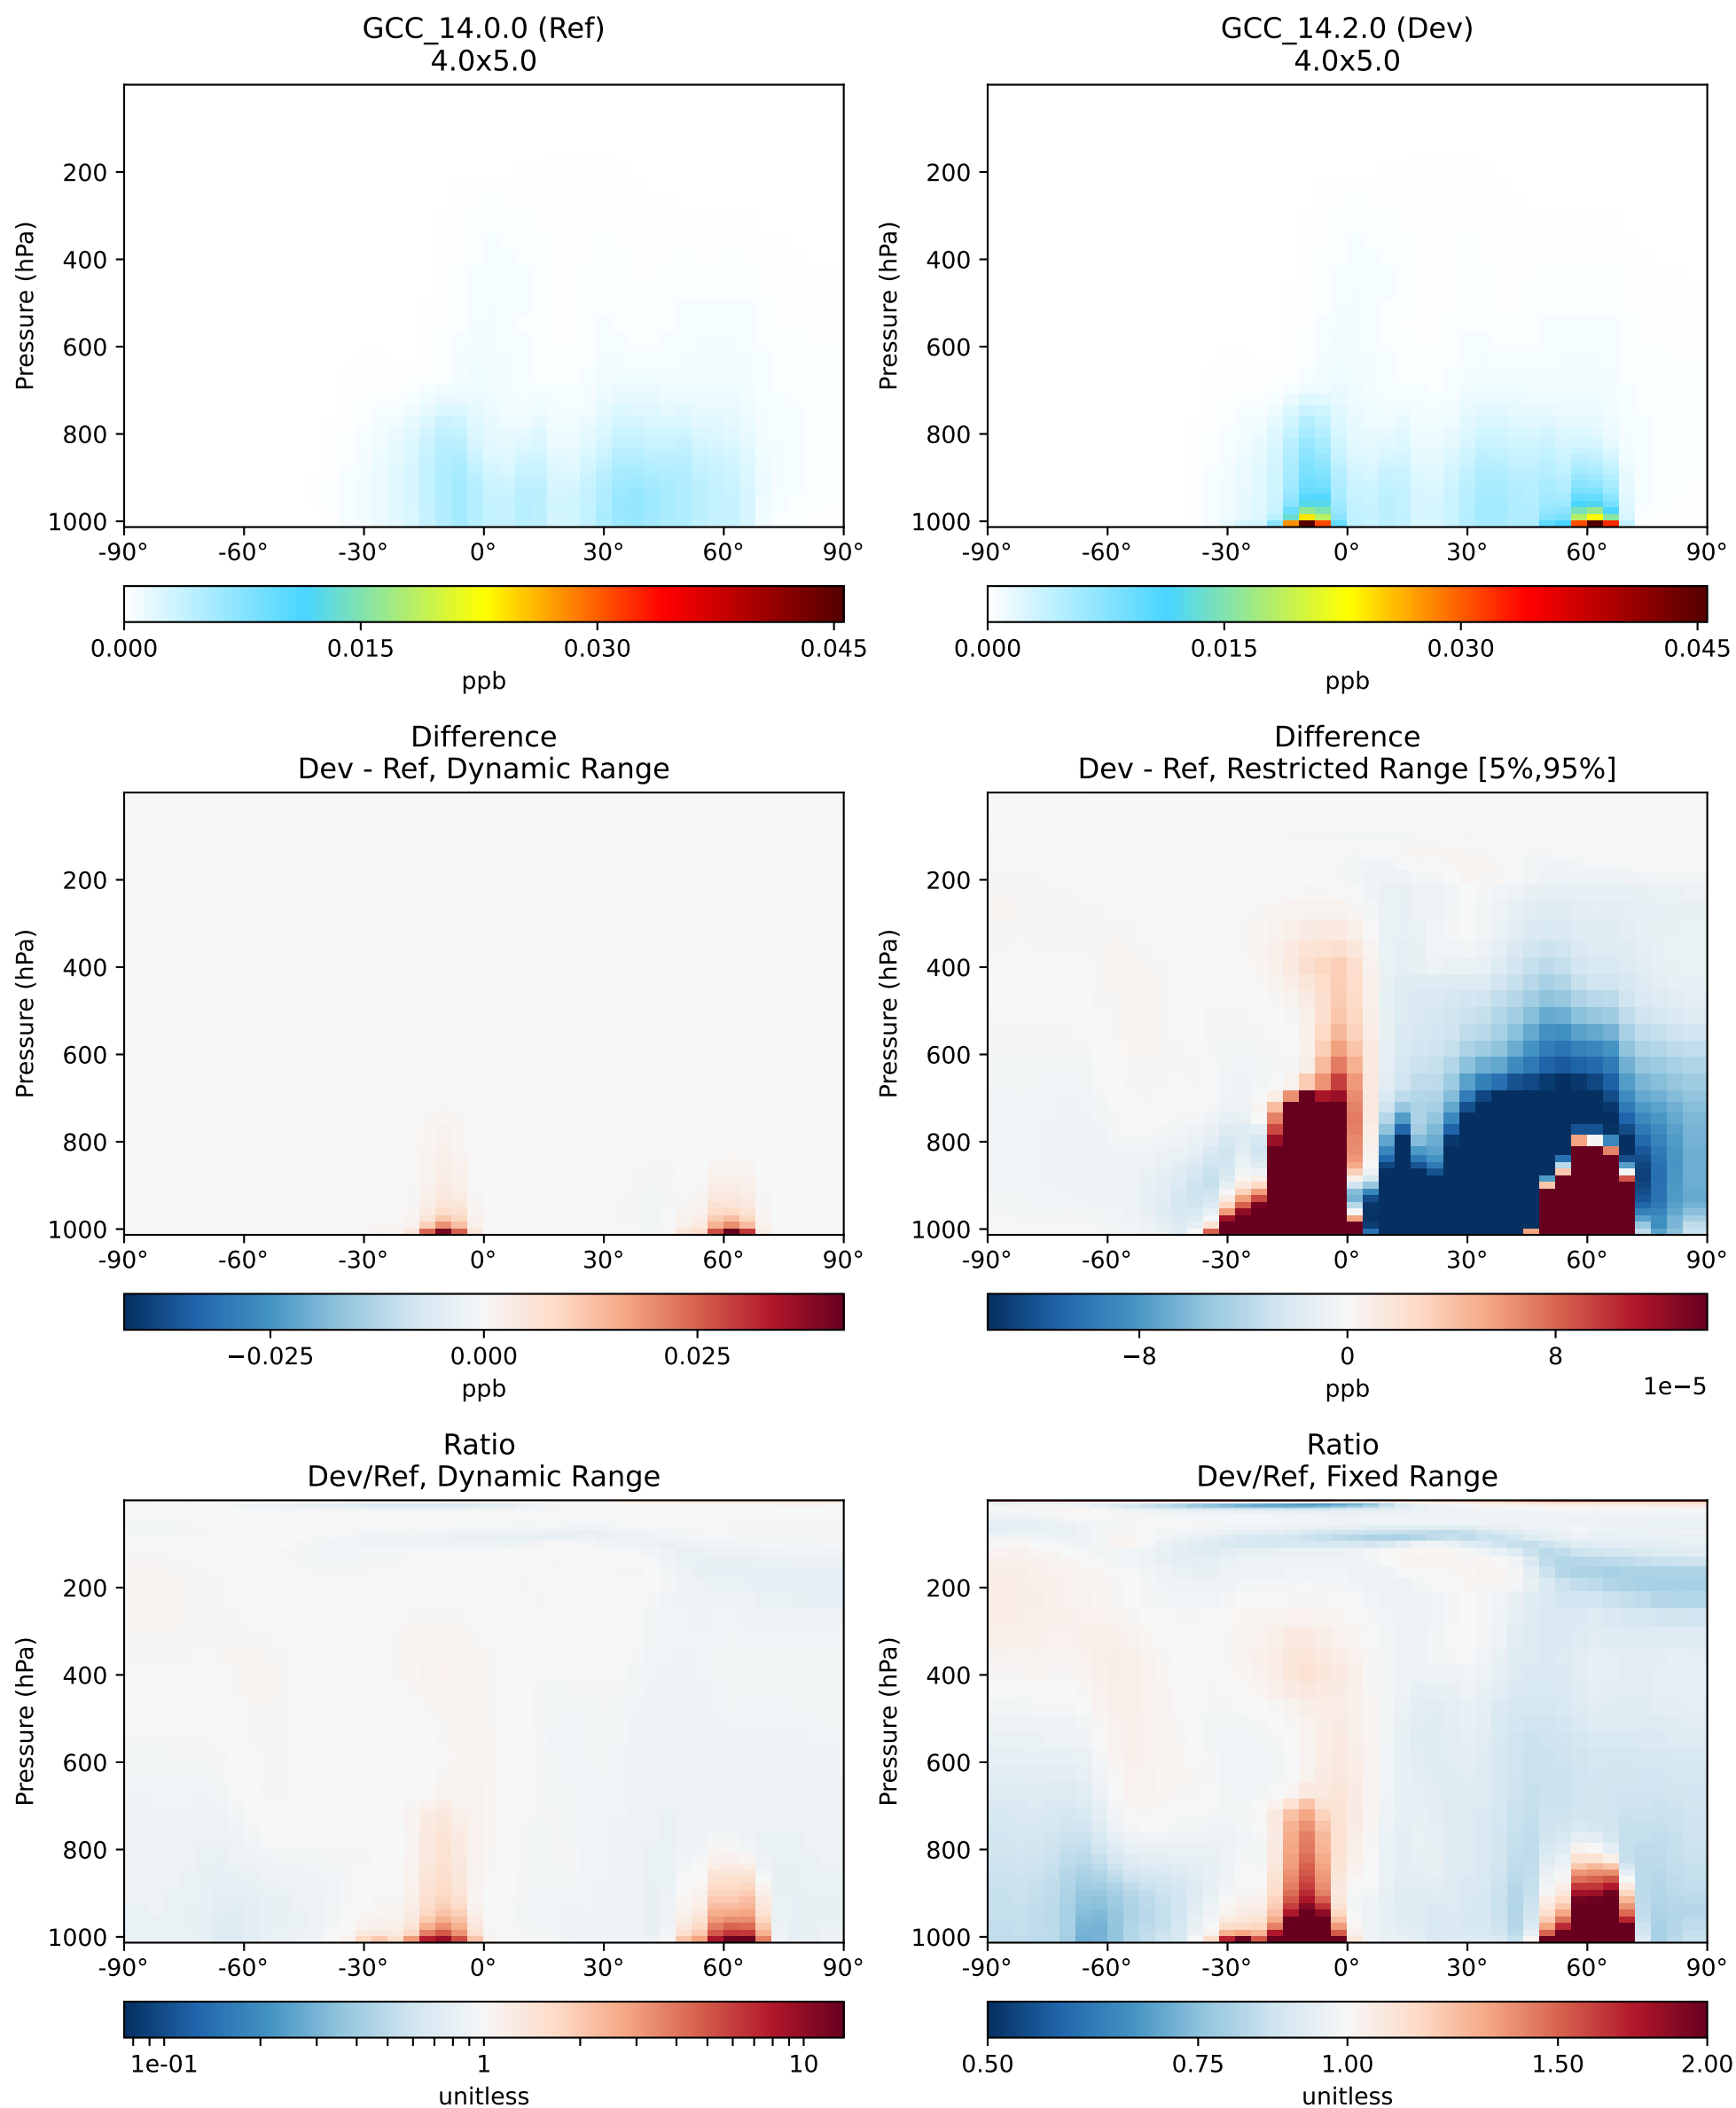 GCC_14.0.0 (Ref)
4.0x5.0
Pressure (hPa)
200
400
600
800
1000
-90° -60° -30° 0° 30° 60° 90°
0.000 0.015 0.030 0.045
ppb
GCC_14.2.0 (Dev)
4.0x5.0
Pressure (hPa)
200
400
600
800
1000
-90° -60° -30° 0° 30° 60° 90°
0.000 0.015 0.030 0.045
ppb
Difference
Dev - Ref, Dynamic Range
Pressure (hPa)
200
400
600
800
1000
-90° -60° -30° 0° 30° 60° 90°
−0.025 0.000 0.025
ppb
Difference
Dev - Ref, Restricted Range [5%,95%]
Pressure (hPa)
200
400
600
800
1000
-90° -60° -30° 0° 30° 60° 90°
−8 0 8
1e−5
ppb
Ratio
Dev/Ref, Dynamic Range
Pressure (hPa)
200
400
600
800
1000
-90° -60° -30° 0° 30° 60° 90°
1e-01 1 10
unitless
Ratio
Dev/Ref, Fixed Range
Pressure (hPa)
200
400
600
800
1000
-90° -60° -30° 0° 30° 60° 90°
0.50 0.75 1.00 1.50 2.00
unitless